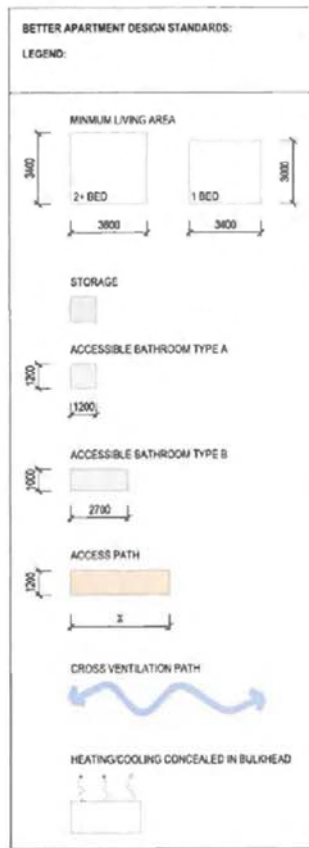 BETTER APARTMENT DESIGN STANDARDS:
LEGEND:
MINMUM LIVING AREA
3400
2+ BED
3600
1 BED
3400
3000
STORAGE
ACCESSIBLE BATHROOM TYPE A
1200
1200
ACCESSIBLE BATHROOM TYPE B
1000
2700
ACCESS PATH
1200
X
CROSS VENTILATION PATH
HEATING/COOLING CONCEALED IN BULKHEAD